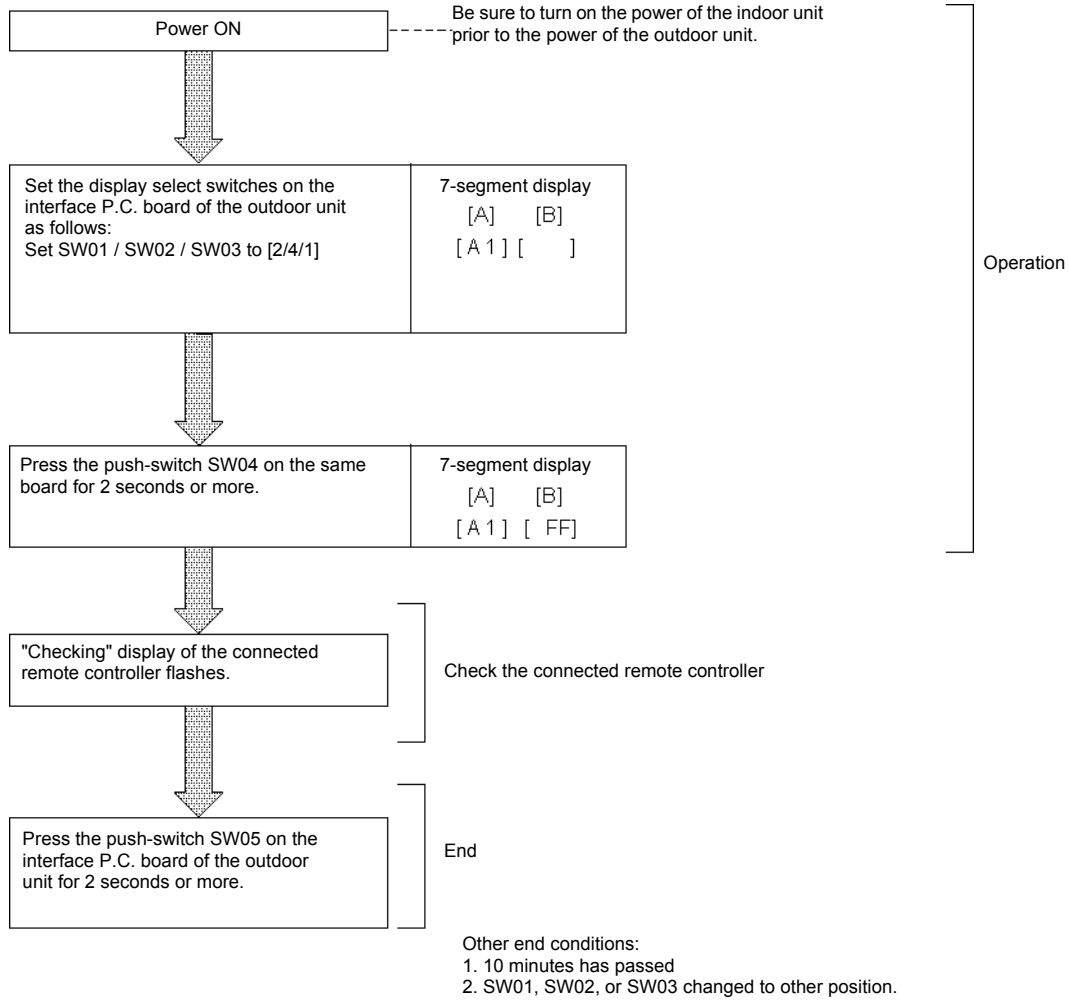 Power ON
Be sure to turn on the power of the indoor unit
prior to the power of the outdoor unit.
Set the display select switches on the
interface P.C. board of the outdoor unit
as follows:
Set SW01 / SW02 / SW03 to [2/4/1]
7-segment display
[A] [B]
[A1] [ ]
Operation
Press the push-switch SW04 on the same
board for 2 seconds or more.
7-segment display
[A] [B]
[A1] [ FF]
"Checking" display of the connected
remote controller flashes.
Check the connected remote controller
Press the push-switch SW05 on the
interface P.C. board of the outdoor
unit for 2 seconds or more.
End
Other end conditions:
1. 10 minutes has passed
2. SW01, SW02, or SW03 changed to other position.